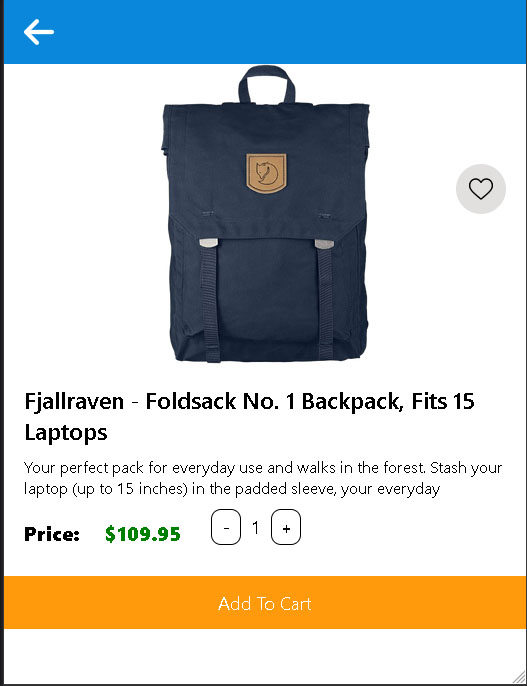 Fjallraven - Foldsack No. 1 Backpack, Fits 15
Laptops
Your perfect pack for everyday use and walks in the forest. Stash your
laptop (up to 15 inches) in the padded sleeve, your everyday
Price: $109.95 - 1 +
Add To Cart